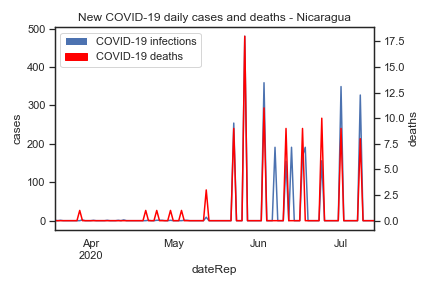 New COVID-19 daily cases and deaths - Nicaragua
COVID-19 infections
COVID-19 deaths
500
400
300
200
100
0
cases
17.5
15.0
12.5
10.0
7.5
5.0
2.5
0.0
deaths
Apr
2020
May
Jun
Jul
dateRep